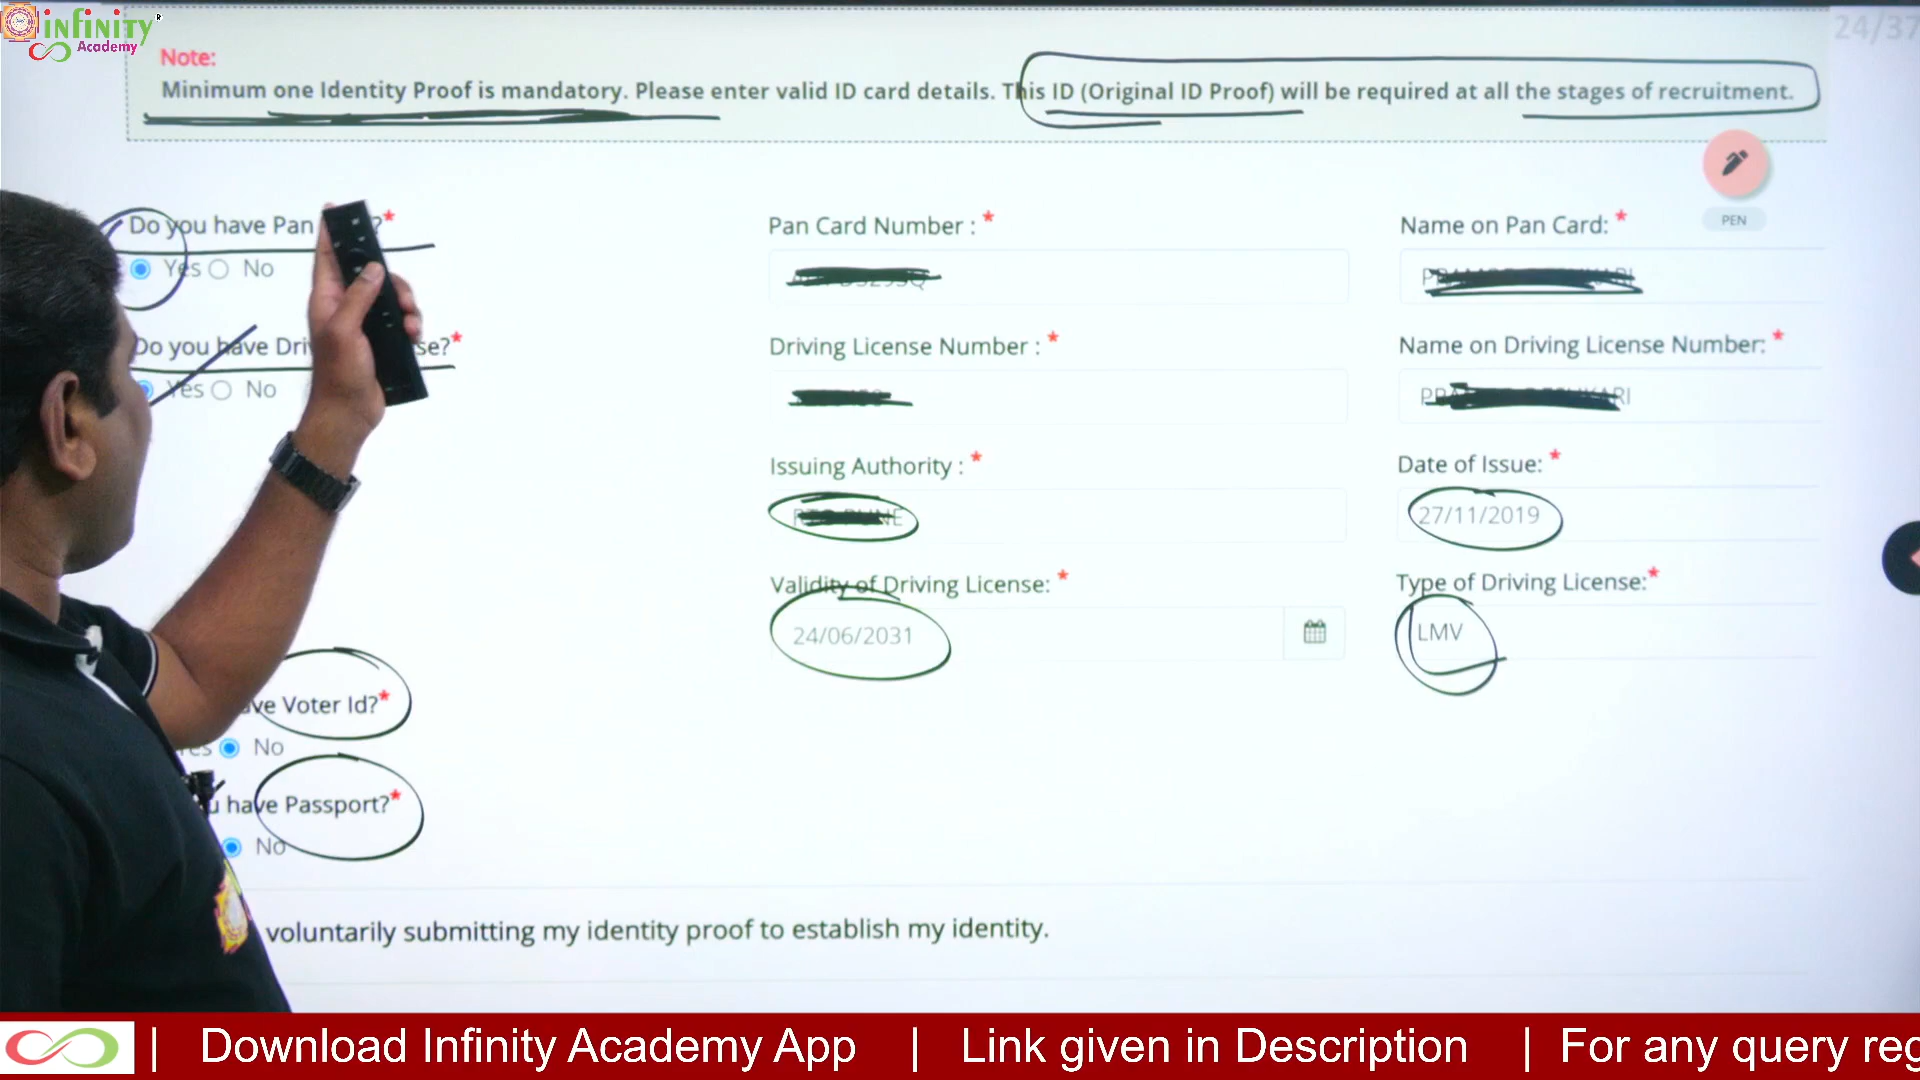 infinity
Academy
24/37
Note:
Minimum one Identity Proof is mandatory. Please enter valid ID card details. This ID (Original ID Proof) will be required at all the stages of recruitment.
PEN
Do you have Pan ?*
Pan Card Number : *
Name on Pan Card: *
Yes No
Do you have Dri se?*
Driving License Number : *
Name on Driving License Number: *
Yes No
Issuing Authority : *
Date of Issue: *
27/11/2019
Validity of Driving License: *
Type of Driving License:*
24/06/2031
LMV
ve Voter Id?*
es No
u have Passport?*
No
voluntarily submitting my identity proof to establish my identity.
| Download Infinity Academy App | Link given in Description | For any query reg